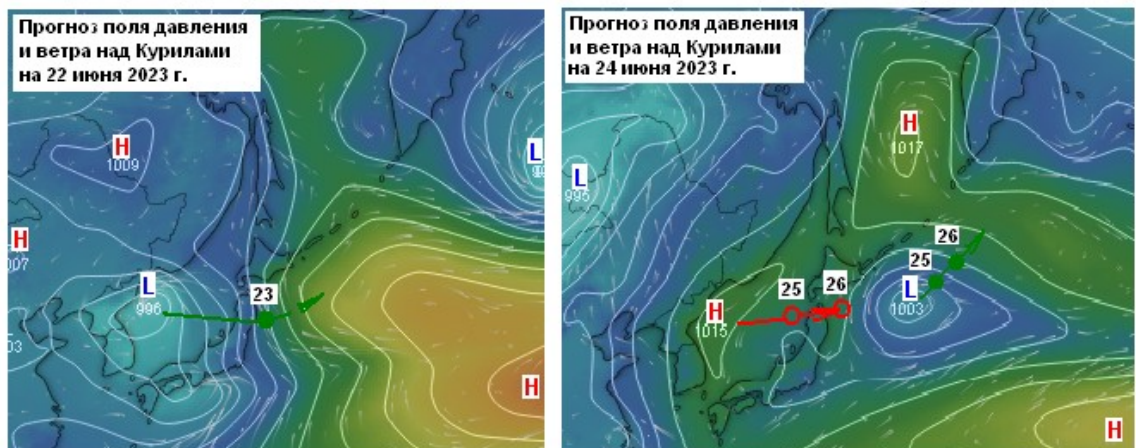 Прогноз поля давления
и ветра над Курилами
на 22 июня 2023 г.
H
1009
L
H
L
996
23
H
Прогноз поля давления
и ветра над Курилами
на 24 июня 2023 г.
H
1017
L
995
26
25
L
1003
25
26
H
1015
H